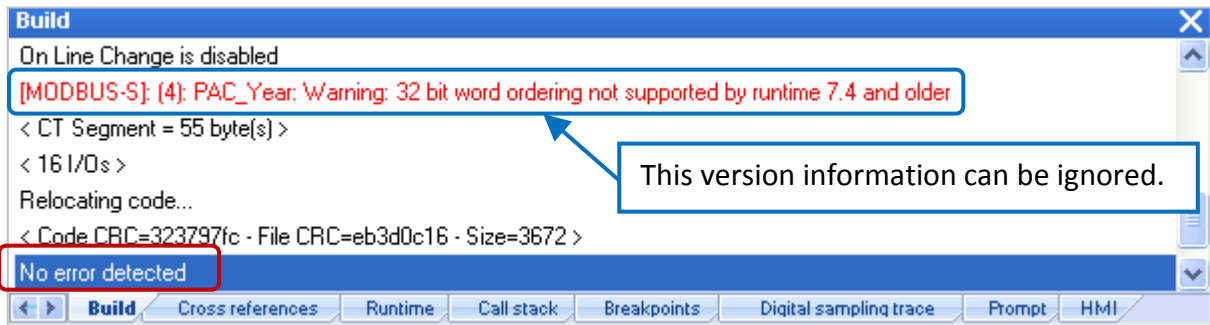 Build
On Line Change is disabled
[MODBUS-S]: (4): PAC_Year: Warning: 32 bit word ordering not supported by runtime 7.4 and older
< CT Segment = 55 byte(s) >
< 16 I/Os >
This version information can be ignored.
Relocating code...
< Code CRC=323797fc - File CRC=eb3d0c16 - Size=3672 >
No error detected
Build Cross references Runtime Call stack Breakpoints Digital sampling trace Prompt HMI